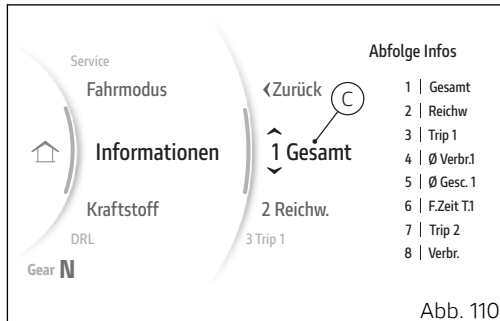 Service
Fahrmodus
Informationen
Kraftstoff
DRL
Gear N
Zurück
C
1 Gesamt
2 Reichw.
3 Trip 1
Abfolge Infos
1 | Gesamt
2 | Reichw
3 | Trip 1
4 | Ø Verbr.1
5 | Ø Gesc. 1
6 | F.Zeit T.1
7 | Trip 2
8 | Verbr.
Abb. 110